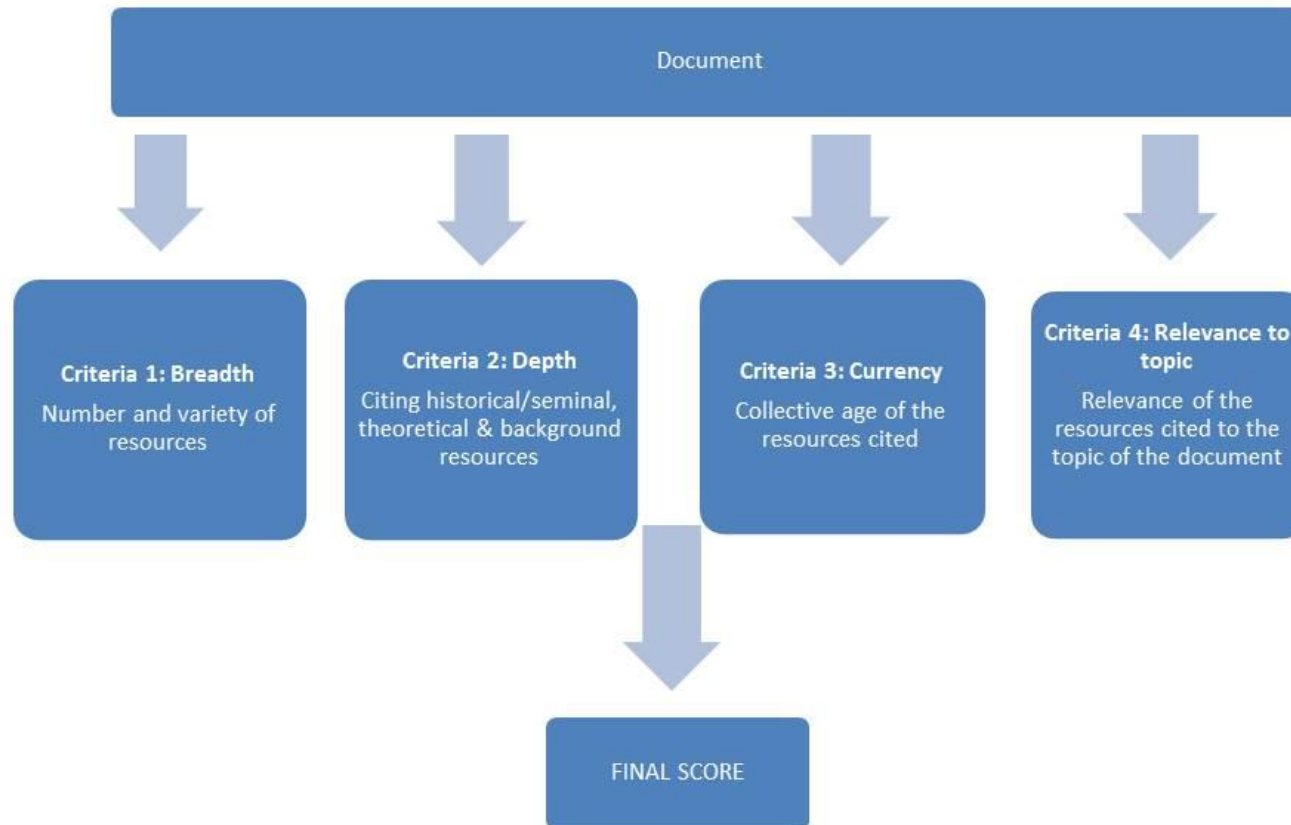 Document
Criteria 1: Breadth
Number and variety of
resources
Criteria 2: Depth
Citing historical/seminal,
theoretical & background
resources
Criteria 3: Currency
Collective age of the
resources cited
Criteria 4: Relevance to
topic
Relevance of the
resources cited to the
topic of the document
FINAL SCORE